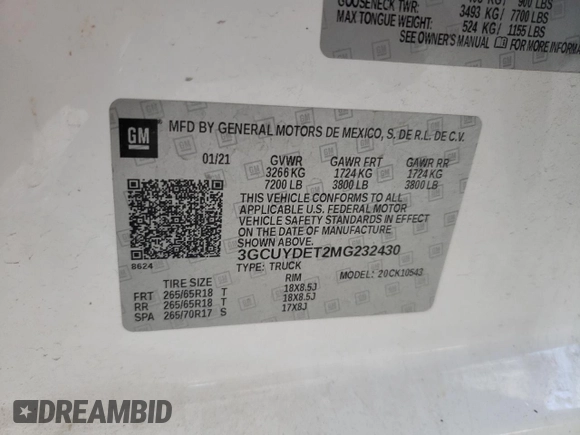 GOOSENECK TWR: 900 LBS
3493 KG/ 7700 LBS
MAX TONGUE WEIGHT: 524 KG/ 1155 LBS
SEE OWNER'S MANUAL FOR MORE
GM
MFD BY GENERAL MOTORS DE MEXICO, S. DE R.L. DE C.V.
01/21 GVWR GAWR FRT GAWR RR
3266 KG 1724 KG 1724 KG
7200 LB 3800 LB 3800 LB
THIS VEHICLE CONFORMS TO ALL
APPLICABLE U.S. FEDERAL MOTOR
VEHICLE SAFETY STANDARDS IN EFFECT
ON THE DATE OF MANUFACTURE
SHOWN ABOVE.
3GCUYDET2MG232430
TYPE: TRUCK MODEL: 20CK10543
8624
TIRE SIZE RIM
FRT 265/65R18 T 18X8.5J
RR 265/65R18 T 18X8.5J
SPA 265/70R17 S 17X8J
DREAMBID